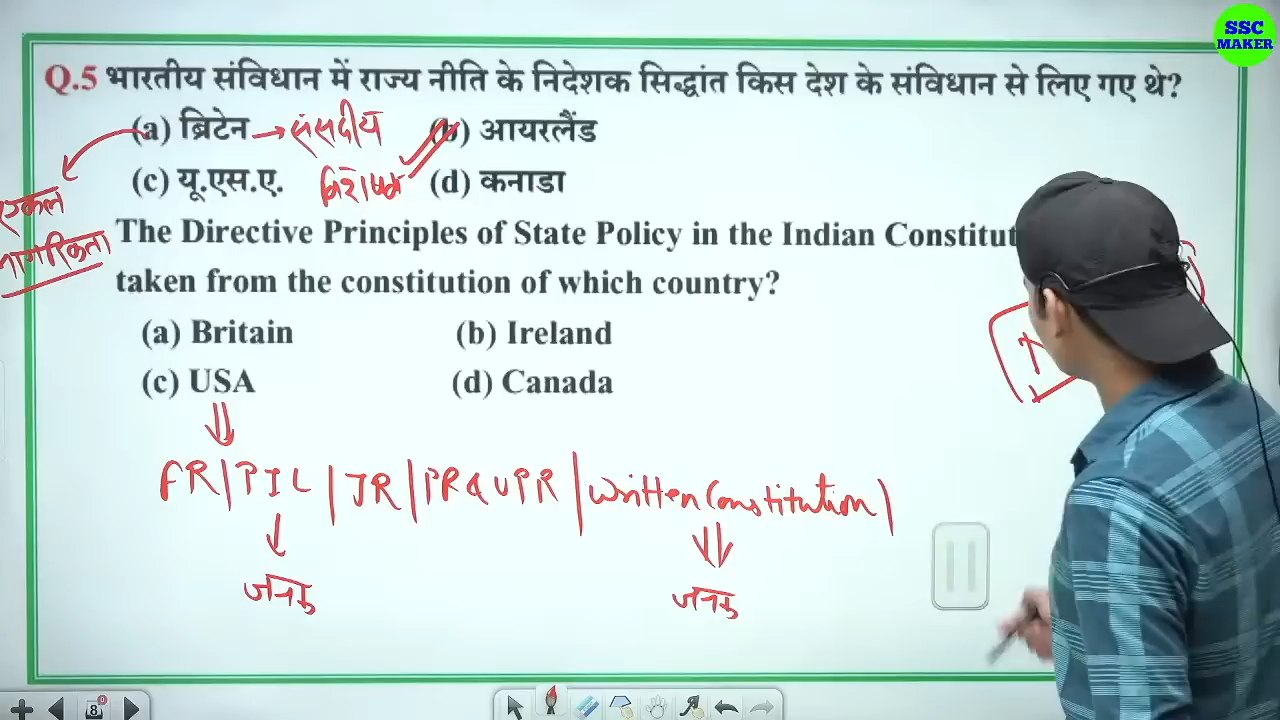 SSC
MAKER
Q.5 भारतीय संविधान में राज्य नीति के निदेशक सिद्धांत किस देश के संविधान से लिए गए थे?
(a) ब्रिटेन → संसदीय (b) आयरलैंड
(c) यू.एस.ए. (d) कनाडा
नागरिकता
The Directive Principles of State Policy in the Indian Constitut
taken from the constitution of which country?
(a) Britain (b) Ireland
(c) USA (d) Canada
FR | PIL | JR | PR & VPR | Written Constitution |
जनक जनक
8